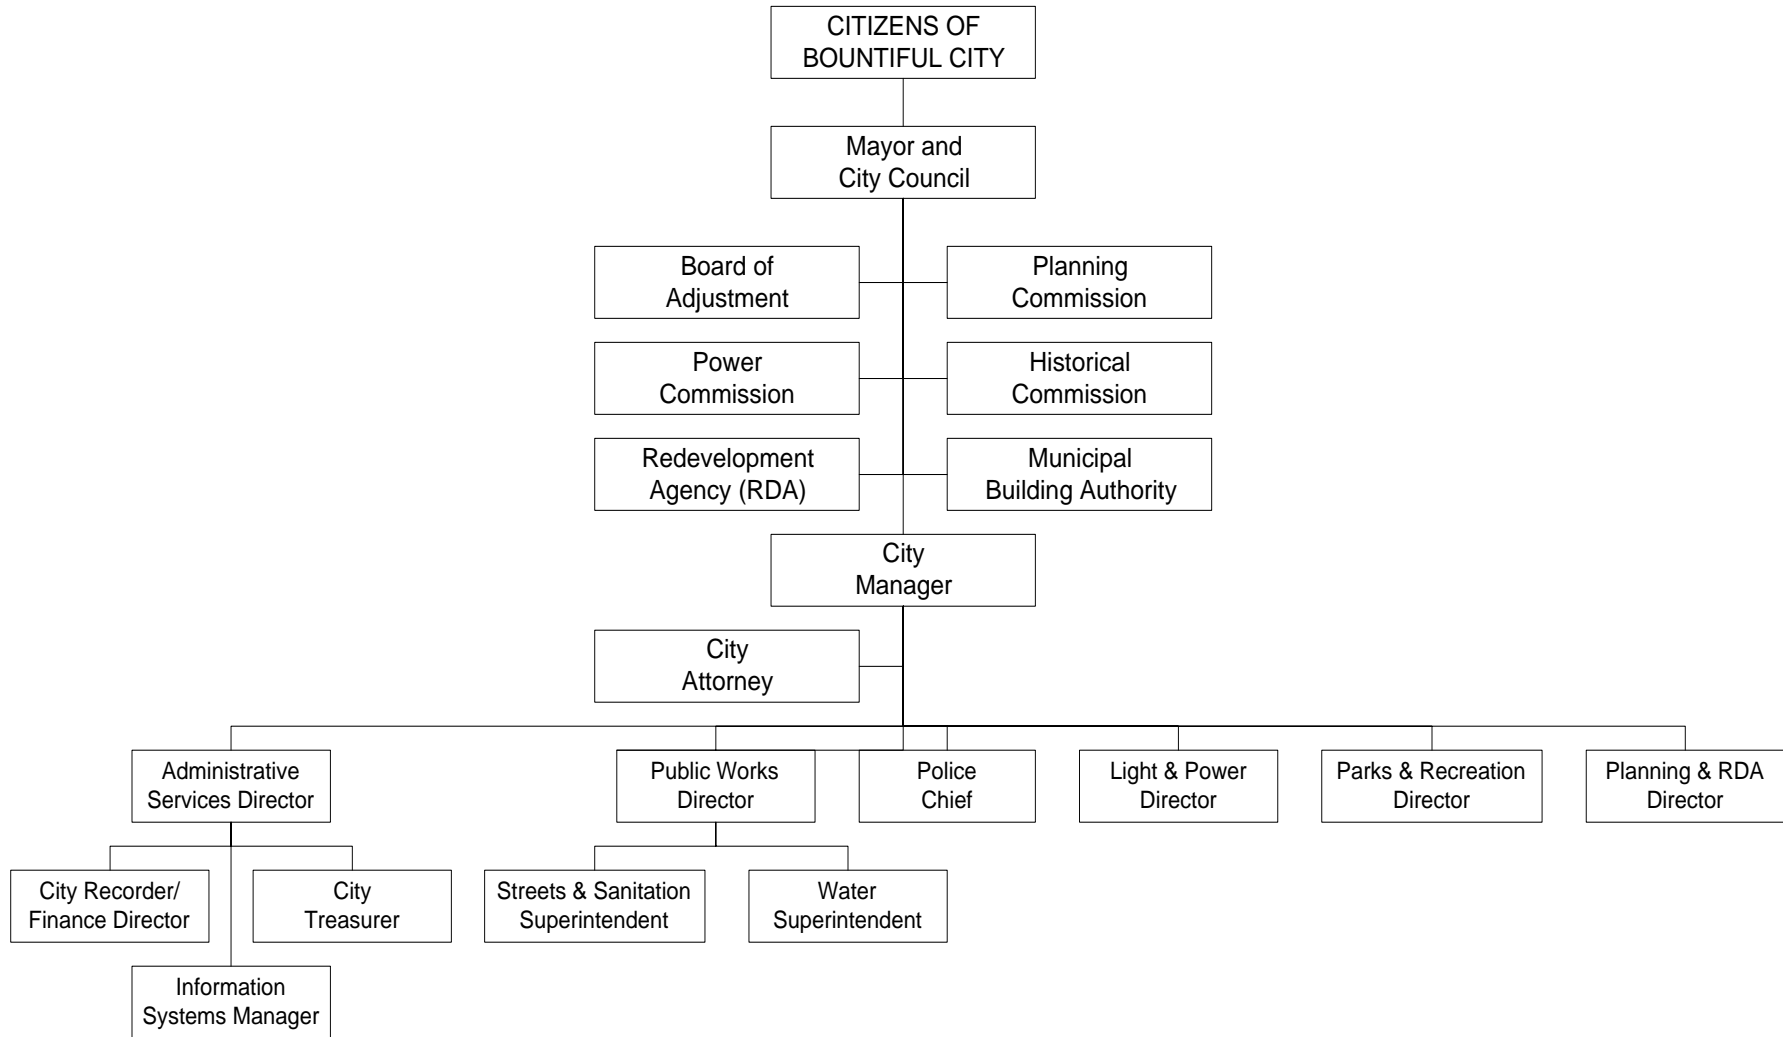 CITIZENS OF
BOUNTIFUL CITY
Mayor and
City Council
Board of
Adjustment
Planning
Commission
Power
Commission
Historical
Commission
Redevelopment
Agency (RDA)
Municipal
Building Authority
City
Manager
City
Attorney
Administrative
Services Director
Public Works
Director
Police
Chief
Light & Power
Director
Parks & Recreation
Director
Planning & RDA
Director
City Recorder/
Finance Director
City
Treasurer
Streets & Sanitation
Superintendent
Water
Superintendent
Information
Systems Manager